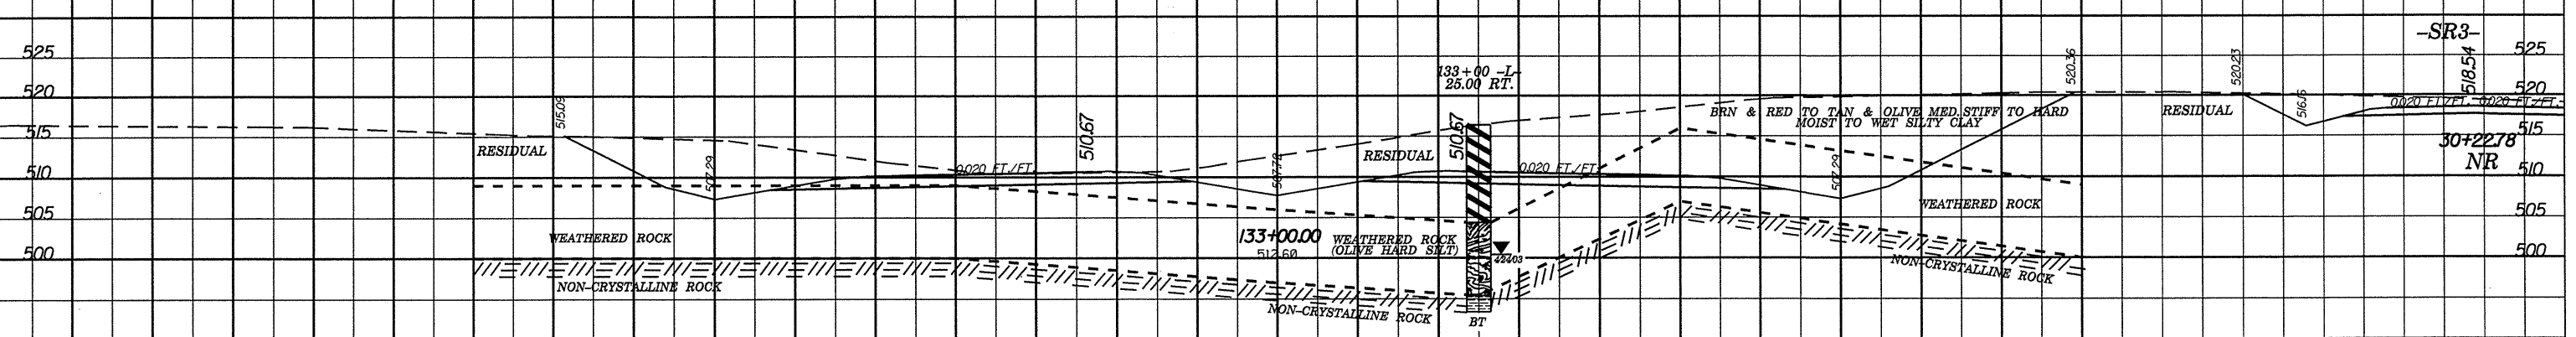 -SR3-
525
525
518.54
520.36
520.23
133+00 -L-
25.00 RT.
520
520
515.09
516.15
0.020 FT./FT.
0.020 FT./FT.
BRN & RED TO TAN & OLIVE MED. STIFF TO HARD
MOIST TO WET SILTY CLAY
RESIDUAL
510.67
510.67
515
515
30+22.78
NR
RESIDUAL
RESIDUAL
507.29
507.78
507.29
0.020 FT./FT.
0.020 FT./FT.
510
510
505
505
WEATHERED ROCK
WEATHERED ROCK
133+00.00
512.60
WEATHERED ROCK
(OLIVE HARD SILT)
500
500
NON-CRYSTALLINE ROCK
NON-CRYSTALLINE ROCK
NON-CRYSTALLINE ROCK
BT